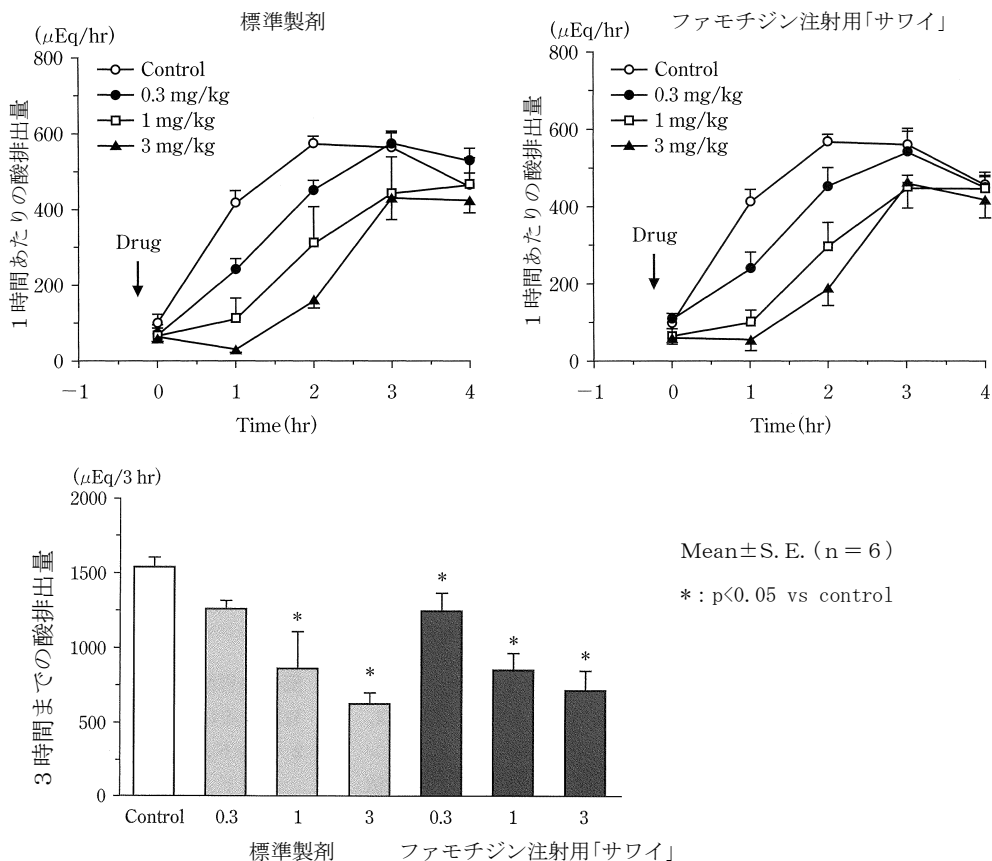 標準製剤
(μEq/hr)
1時間あたりの酸排出量
800
600
400
200
0
Control
0.3 mg/kg
1 mg/kg
3 mg/kg
Drug
−1 0 1 2 3 4
Time(hr)
ファモチジン注射用「サワイ」
(μEq/hr)
1時間あたりの酸排出量
800
600
400
200
0
Control
0.3 mg/kg
1 mg/kg
3 mg/kg
Drug
−1 0 1 2 3 4
Time(hr)
(μEq/3 hr)
3時間までの酸排出量
2000
1500
1000
500
0
* * * * *
Control 0.3 1 3 0.3 1 3
標準製剤 ファモチジン注射用「サワイ」
Mean±S.E.(n=6)
*:p<0.05 vs control